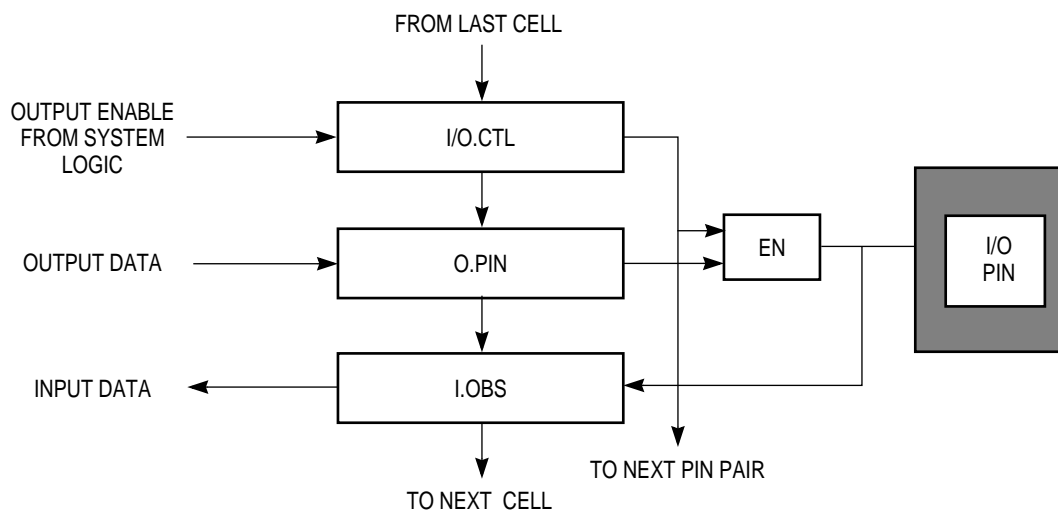 FROM LAST CELL
OUTPUT ENABLE
FROM SYSTEM
LOGIC
I/O.CTL
OUTPUT DATA
O.PIN
EN
I/O
PIN
INPUT DATA
I.OBS
TO NEXT PIN PAIR
TO NEXT CELL